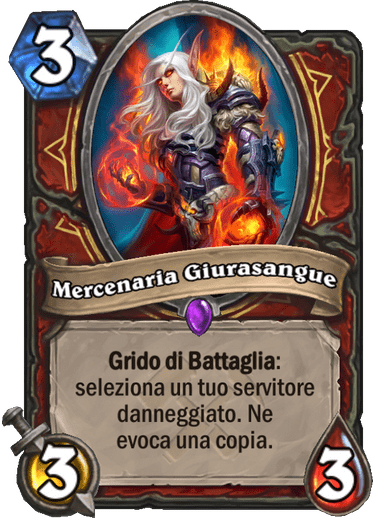 3
Mercenaria Giurasangue
Grido di Battaglia:
seleziona un tuo servitore
danneggiato. Ne
evoca una copia.
3
3